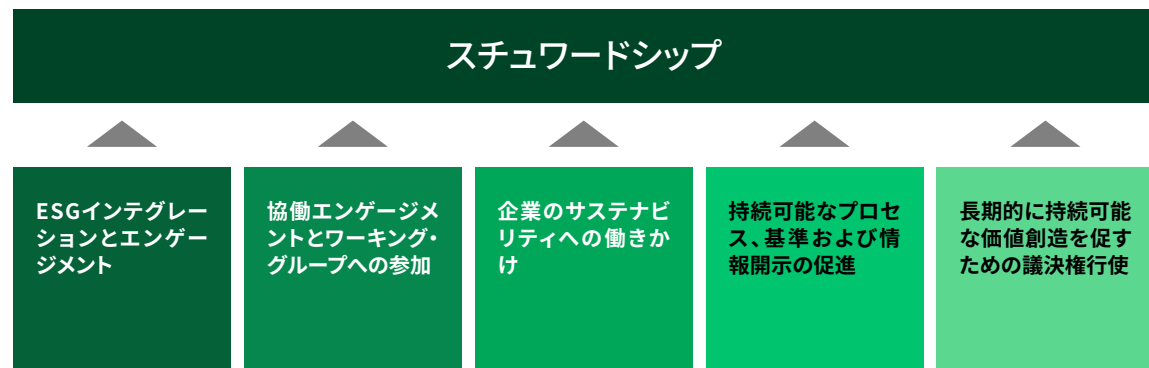 スチュワードシップ
ESGインテグレー
ションとエンゲー
ジメント
協働エンゲージメ
ントとワーキング・
グループへの参加
企業のサステナビ
リティへの働きか
け
持続可能なプロセ
ス、基準および情
報開示の促進
長期的に持続可能
な価値創造を促す
ための議決権行使